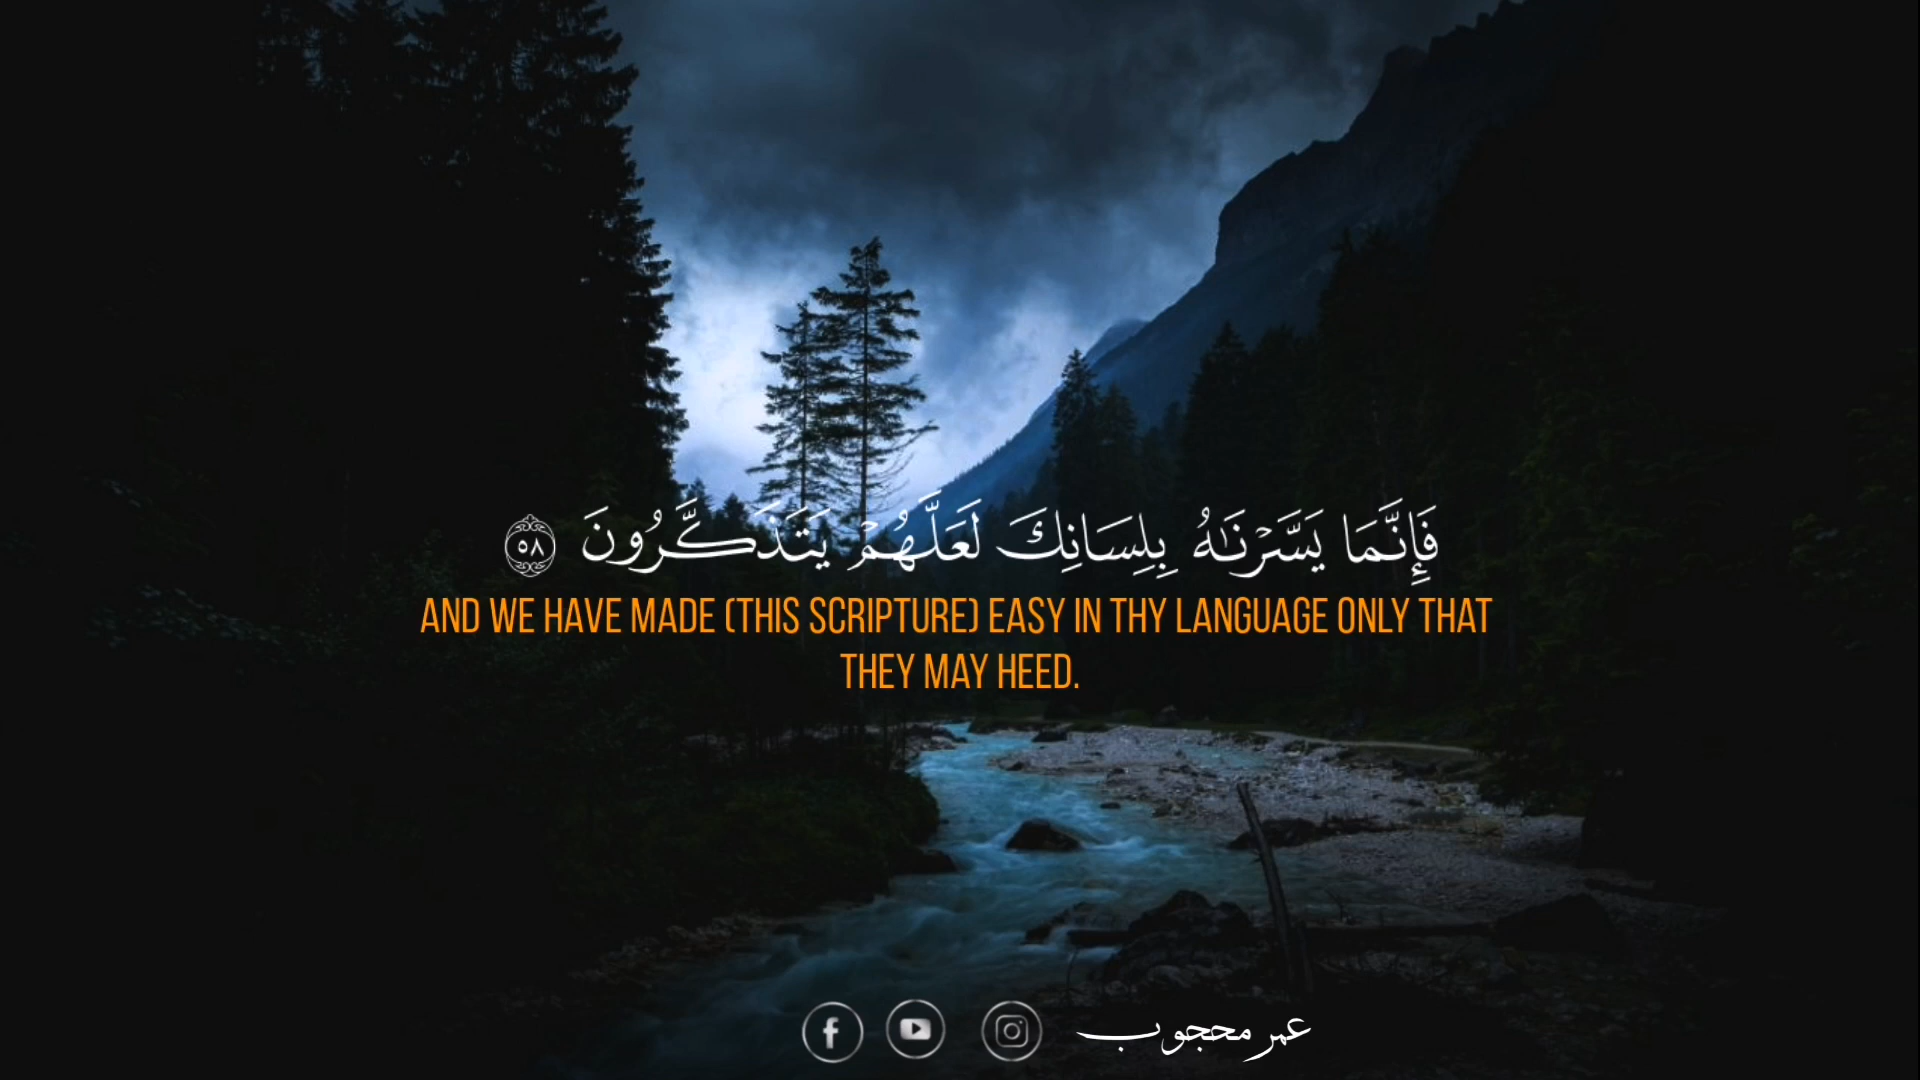 فَإِنَّمَا يَسَّرْنَٰهُ بِلِسَانِكَ لَعَلَّهُمْ يَتَذَكَّرُونَ ٥٨
AND WE HAVE MADE (THIS SCRIPTURE) EASY IN THY LANGUAGE ONLY THAT
THEY MAY HEED.
عمر محجوب